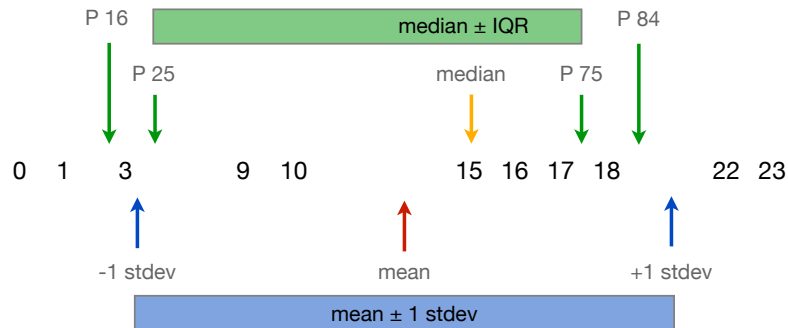 P 16
median ± IQR
P 84
P 25
median
P 75
0 1 3 9 10 15 16 17 18 22 23
-1 stdev
mean
+1 stdev
mean ± 1 stdev